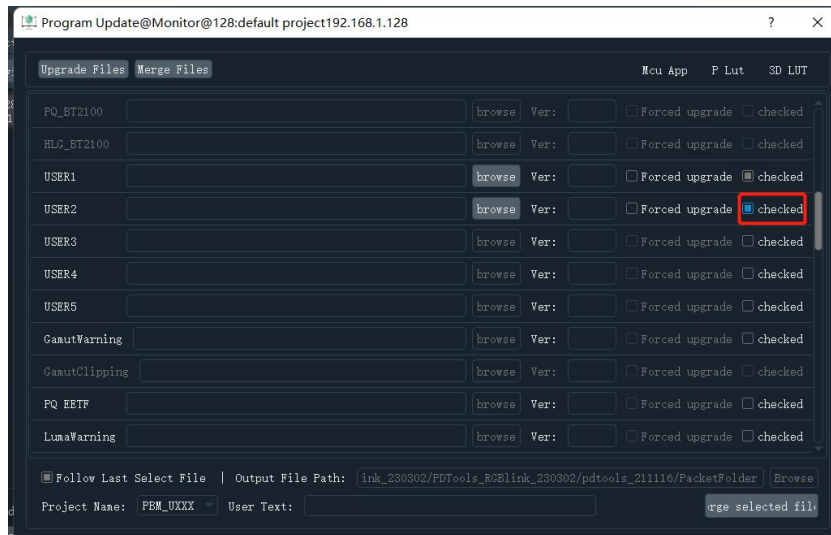 Program Update@Monitor@128:default project192.168.1.128 ? ×
Upgrade Files Merge Files Mcu App P Lut 3D LUT
PQ_BT2100 browse Ver: Forced upgrade checked
HLG_BT2100 browse Ver: Forced upgrade checked
USER1 browse Ver: Forced upgrade checked
USER2 browse Ver: Forced upgrade checked
USER3 browse Ver: Forced upgrade checked
USER4 browse Ver: Forced upgrade checked
USER5 browse Ver: Forced upgrade checked
GamutWarning browse Ver: Forced upgrade checked
GamutClipping browse Ver: Forced upgrade checked
PQ EETF browse Ver: Forced upgrade checked
LumaWarning browse Ver: Forced upgrade checked
Follow Last Select File | Output File Path: ink_230302/PDTools_RGBlink_230302/pdtools_211116/PacketFolder Browse
Project Name: PBM_UXXX User Text: rge selected fil